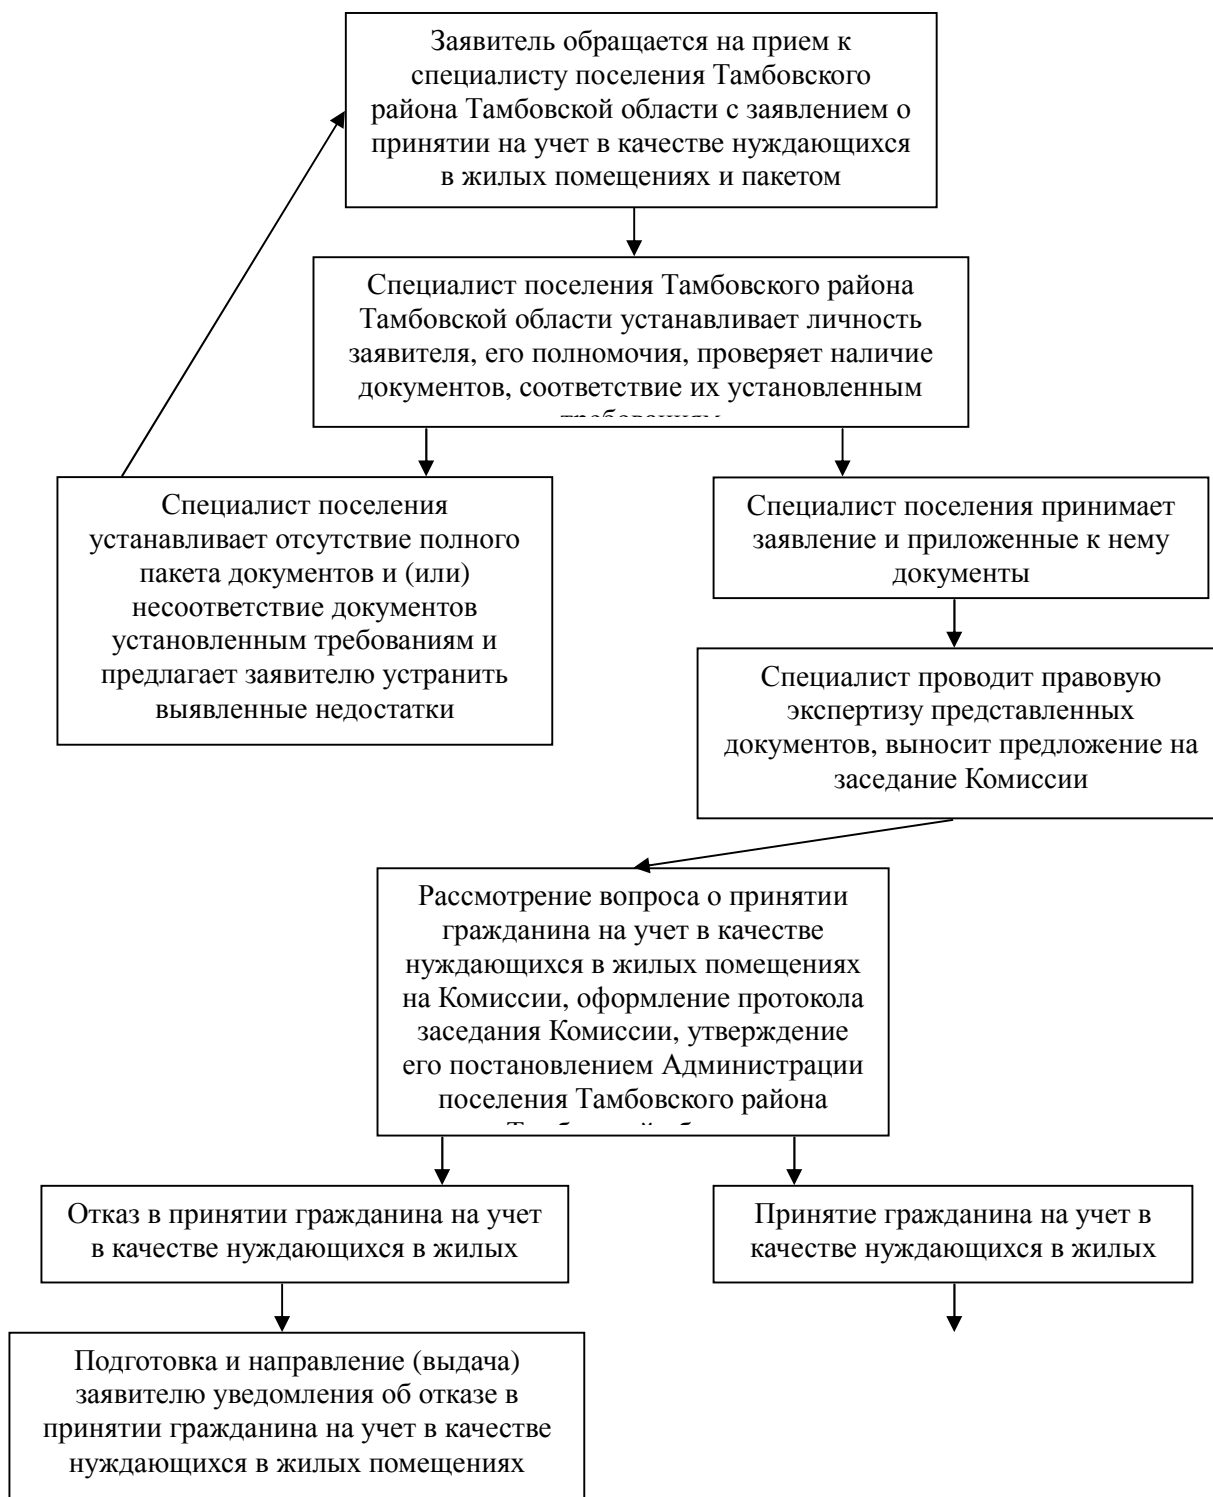 Заявитель обращается на прием к
специалисту поселения Тамбовского
района Тамбовской области с заявлением о
принятии на учет в качестве нуждающихся
в жилых помещениях и пакетом
Специалист поселения Тамбовского района
Тамбовской области устанавливает личность
заявителя, его полномочия, проверяет наличие
документов, соответствие их установленным
Специалист поселения
устанавливает отсутствие полного
пакета документов и (или)
несоответствие документов
установленным требованиям и
предлагает заявителю устранить
выявленные недостатки
Специалист поселения принимает
заявление и приложенные к нему
документы
Специалист проводит правовую
экспертизу представленных
документов, выносит предложение на
заседание Комиссии
Рассмотрение вопроса о принятии
гражданина на учет в качестве
нуждающихся в жилых помещениях
на Комиссии, оформление протокола
заседания Комиссии, утверждение
его постановлением Администрации
поселения Тамбовского района
Отказ в принятии гражданина на учет
в качестве нуждающихся в жилых
Принятие гражданина на учет в
качестве нуждающихся в жилых
Подготовка и направление (выдача)
заявителю уведомления об отказе в
принятии гражданина на учет в качестве
нуждающихся в жилых помещениях